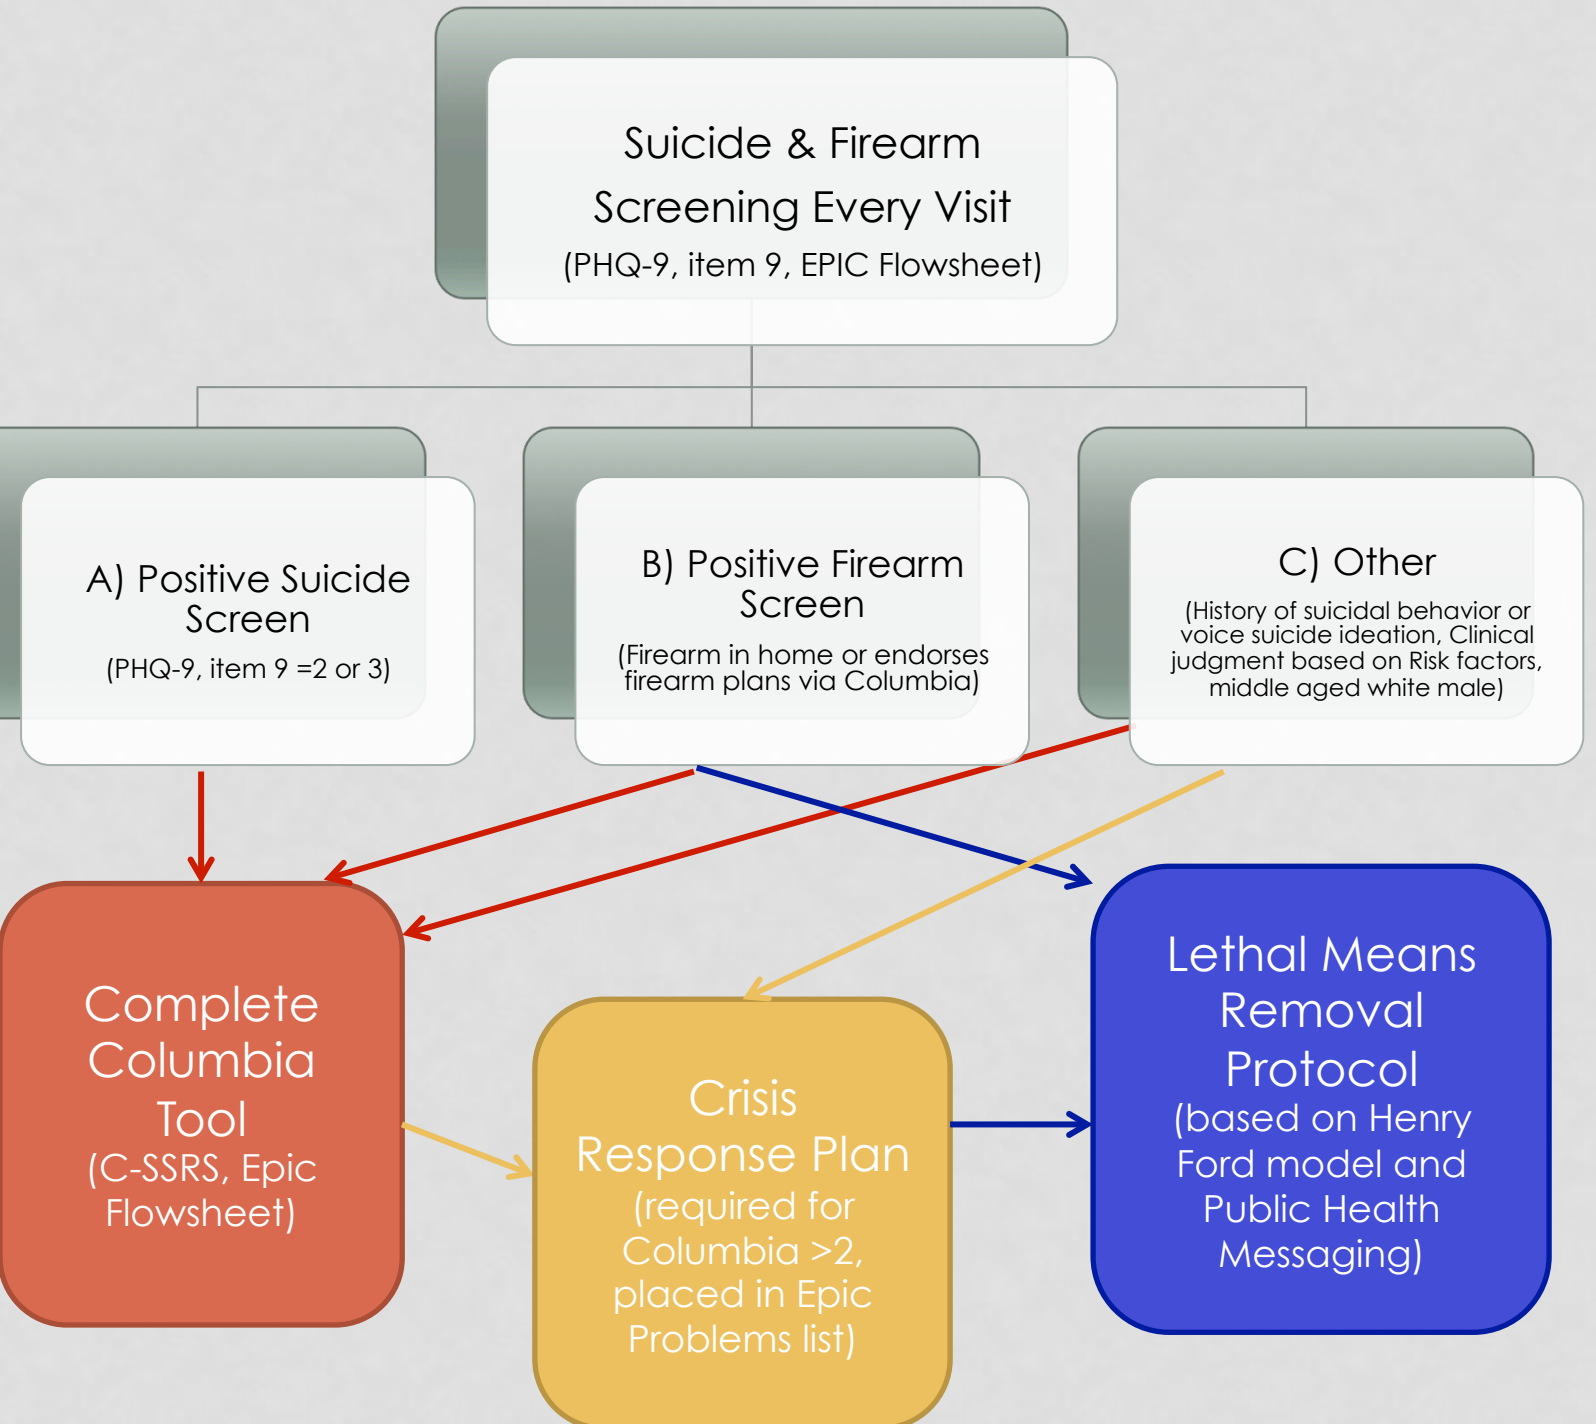 Suicide & Firearm
Screening Every Visit
(PHQ-9, item 9, EPIC Flowsheet)
A) Positive Suicide
Screen
(PHQ-9, item 9 =2 or 3)
B) Positive Firearm
Screen
(Firearm in home or endorses
firearm plans via Columbia)
C) Other
(History of suicidal behavior or
voice suicide ideation, Clinical
judgment based on Risk factors,
middle aged white male)
Complete
Columbia
Tool
(C-SSRS, Epic
Flowsheet)
Crisis
Response Plan
(required for
Columbia >2,
placed in Epic
Problems list)
Lethal Means
Removal
Protocol
(based on Henry
Ford model and
Public Health
Messaging)